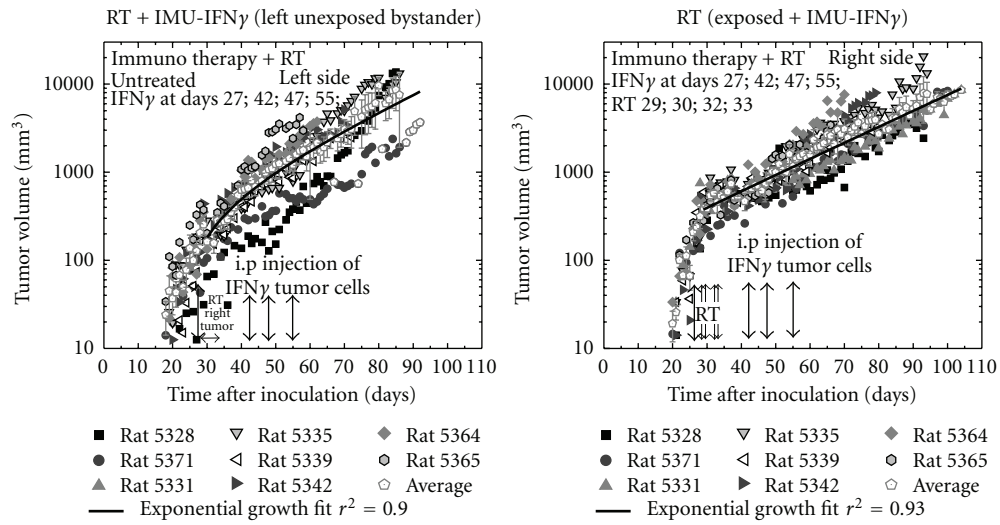 RT + IMU-IFNγ (left unexposed bystander)
Immuno therapy + RT
Untreated
Left side
IFNγ at days 27; 42; 47; 55;
10000
1000
100
10
Tumor volume (mm³)
i.p injection of
IFNγ tumor cells
RT
right
tumor
0 10 20 30 40 50 60 70 80 90 100 110
Time after inoculation (days)
Rat 5328
Rat 5335
Rat 5364
Rat 5371
Rat 5339
Rat 5365
Rat 5331
Rat 5342
Average
Exponential growth fit r² = 0.9
RT (exposed + IMU-IFNγ)
Right side
Immuno therapy + RT
IFNγ at days 27; 42; 47; 55;
RT 29; 30; 32; 33
10000
1000
100
10
Tumor volume (mm³)
i.p injection of
IFNγ tumor cells
RT
0 10 20 30 40 50 60 70 80 90 100 110
Time after inoculation (days)
Rat 5328
Rat 5335
Rat 5364
Rat 5371
Rat 5339
Rat 5365
Rat 5331
Rat 5342
Average
Exponential growth fit r² = 0.93